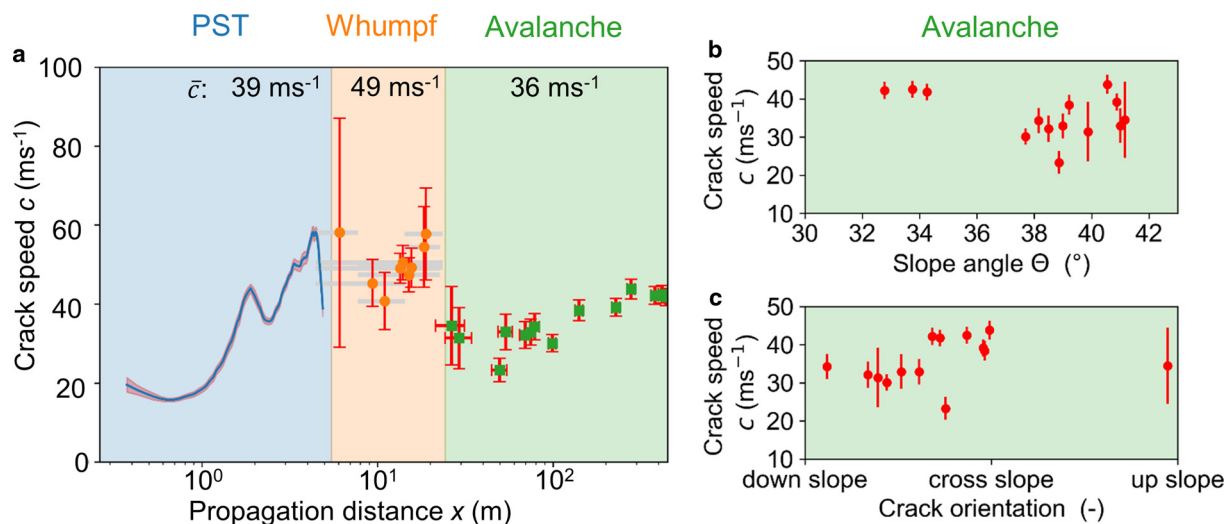 PST Whumpf Avalanche
a
c̄: 39 ms⁻¹ 49 ms⁻¹ 36 ms⁻¹
100
80
60
40
20
0
Crack speed c (ms⁻¹)
10⁰ 10¹ 10²
Propagation distance x (m)
Avalanche
b
50
40
30
20
10
Crack speed
c (ms⁻¹)
30 32 34 36 38 40 42
Slope angle Θ (°)
c
50
40
30
20
10
Crack speed
c (ms⁻¹)
down slope cross slope up slope
Crack orientation (-)